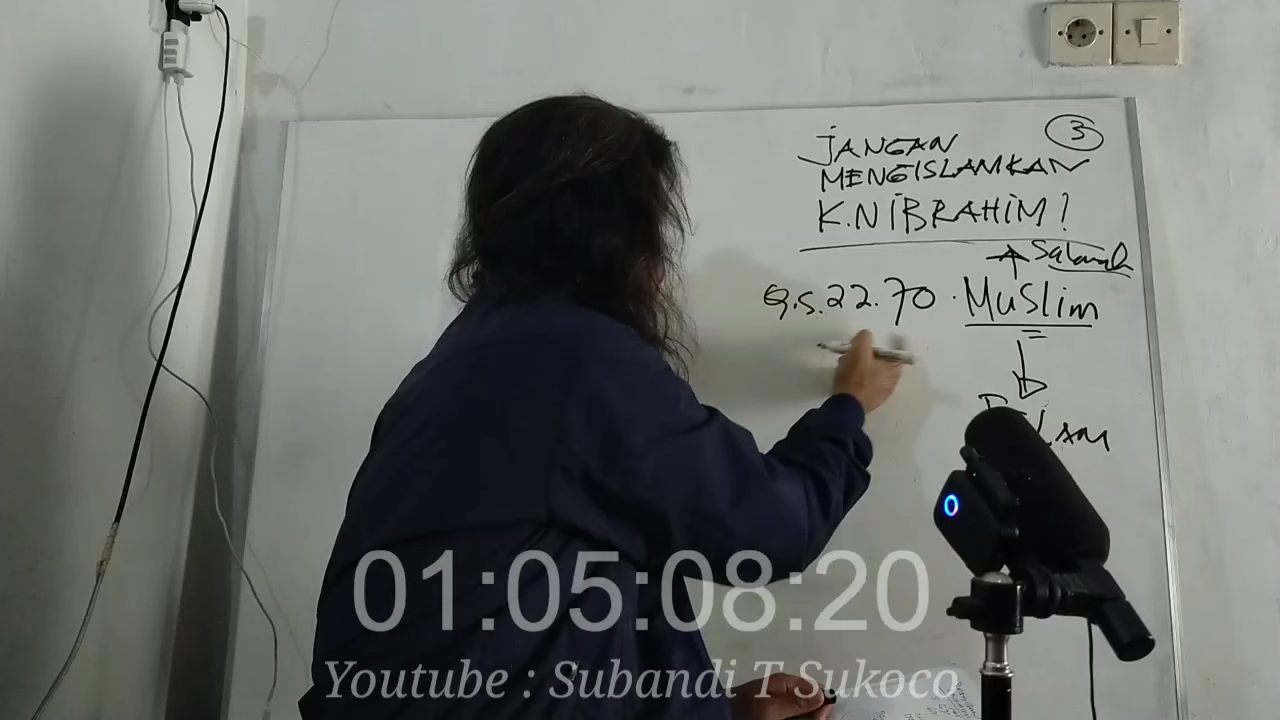 3
JANGAN
MENGISLAMKAN
K.N IBRAHIM?
Salamah
Q.S.22.70. Muslim
01:05:08:20
Youtube : Subandi T Sukoco